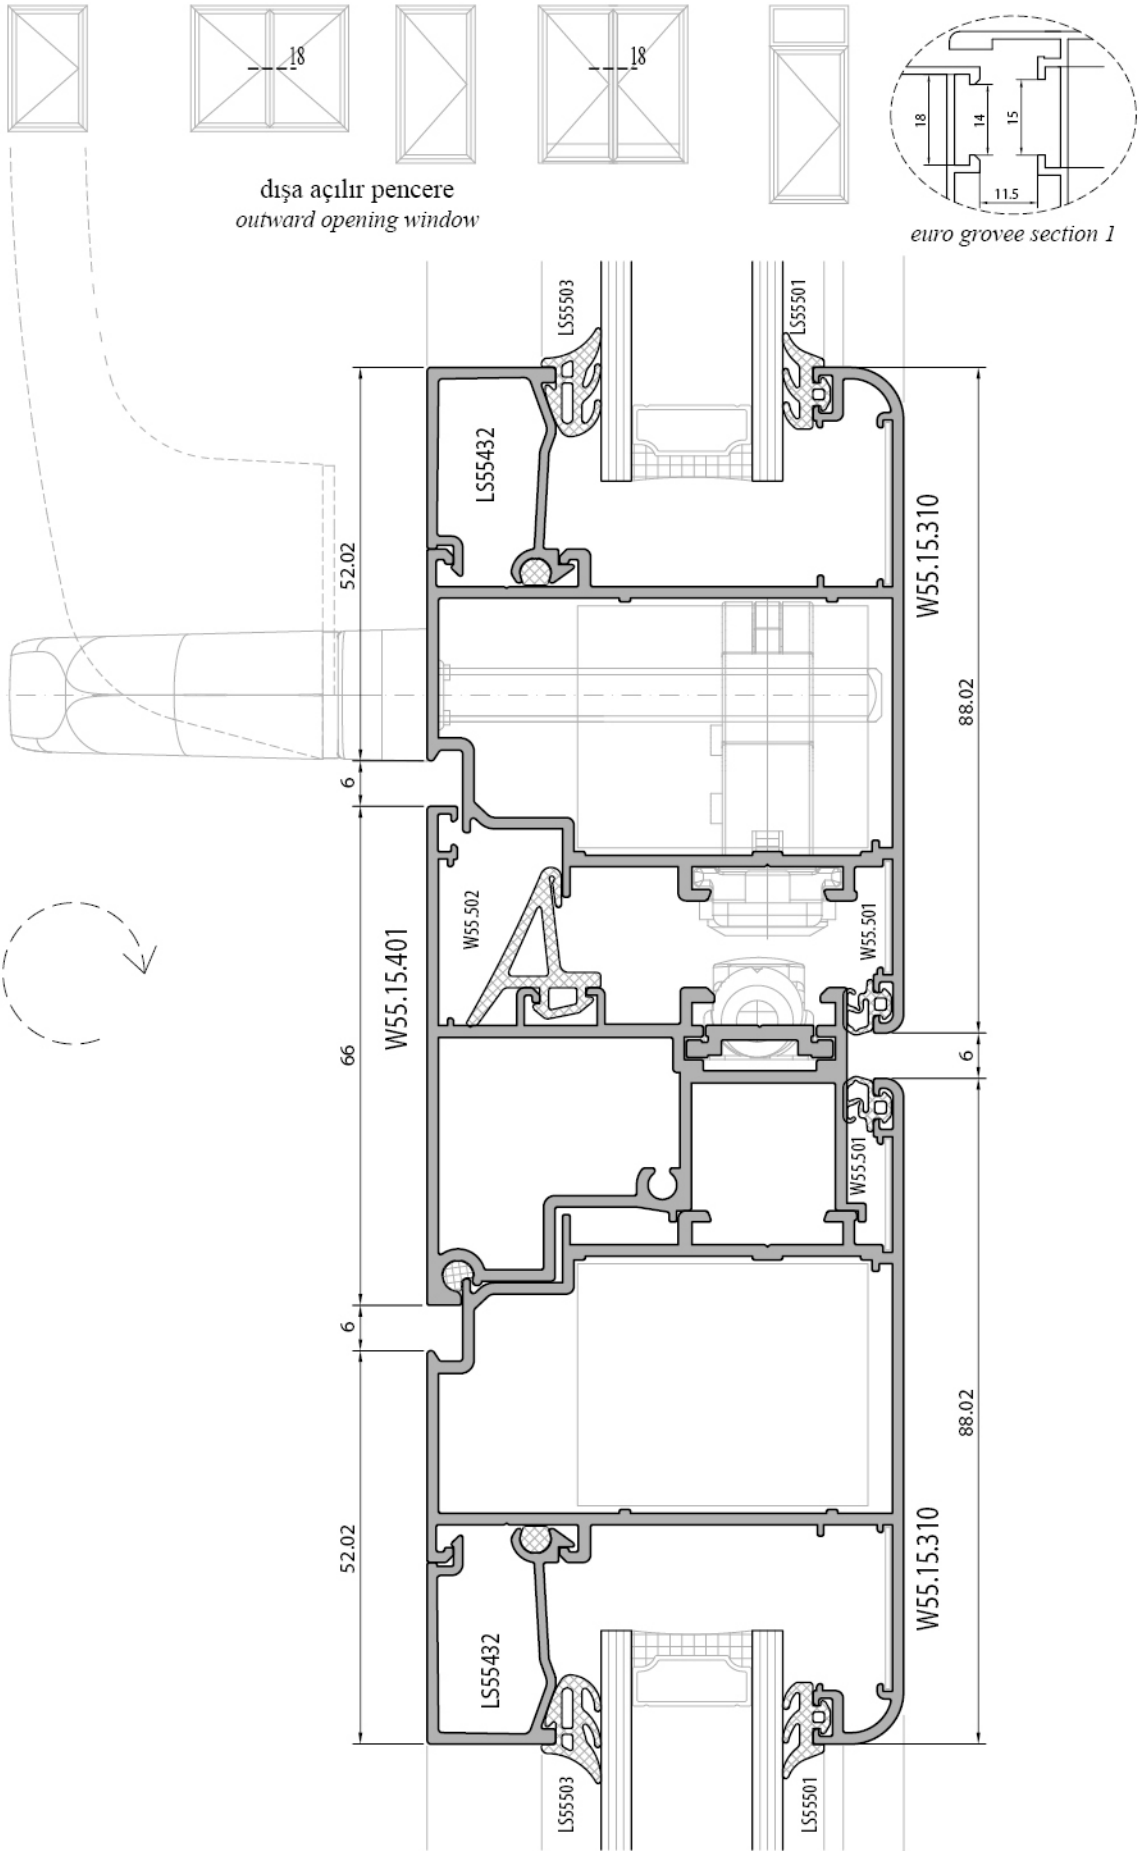 18
18
dışa açılır pencere
outward opening window
18
14
15
11.5
euro grovee section 1
LS55503
LS55501
LS55432
52.02
W55.15.310
88.02
6
W55.502
W55.501
W55.15.401
66
6
W55.501
6
88.02
52.02
W55.15.310
LS55432
LS55503
LS55501